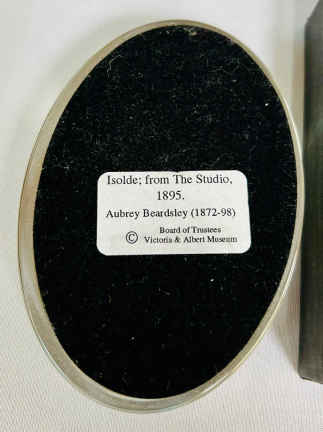 Isolde; from The Studio,
1895.
Aubrey Beardsley (1872-98)
Board of Trustees
© Victoria & Albert Museum